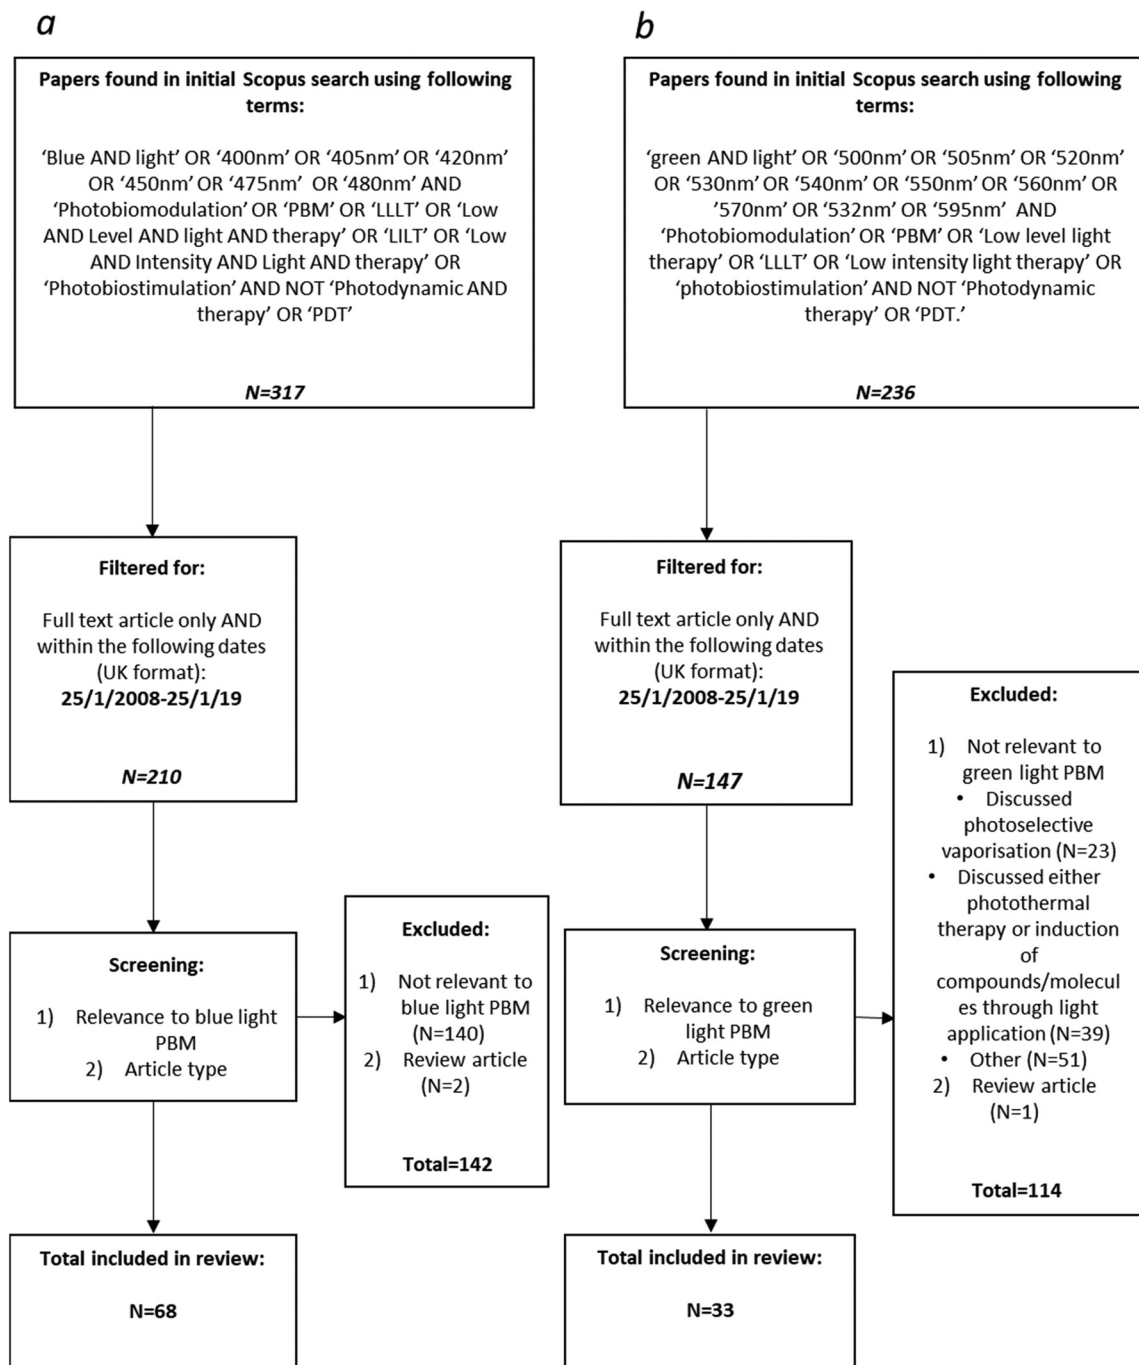 a
Papers found in initial Scopus search using following
terms:
‘Blue AND light’ OR ‘400nm’ OR ‘405nm’ OR ‘420nm’
OR ‘450nm’ OR ‘475nm’ OR ‘480nm’ AND
‘Photobiomodulation’ OR ‘PBM’ OR ‘LLLT’ OR ‘Low
AND Level AND light AND therapy’ OR ‘LILT’ OR ‘Low
AND Intensity AND Light AND therapy’ OR
‘Photobiostimulation’ AND NOT ‘Photodynamic AND
therapy’ OR ‘PDT’
N=317
Filtered for:
Full text article only AND
within the following dates
(UK format):
25/1/2008-25/1/19
N=210
Screening:
1) Relevance to blue light
PBM
2) Article type
Excluded:
1) Not relevant to
blue light PBM
(N=140)
2) Review article
(N=2)
Total=142
Total included in review:
N=68
b
Papers found in initial Scopus search using following
terms:
‘green AND light’ OR ‘500nm’ OR ‘505nm’ OR ‘520nm’
OR ‘530nm’ OR ‘540nm’ OR ‘550nm’ OR ‘560nm’ OR
’570nm’ OR ‘532nm’ OR ‘595nm’ AND
‘Photobiomodulation’ OR ‘PBM’ OR ‘Low level light
therapy’ OR ‘LLLT’ OR ‘Low intensity light therapy’ OR
‘photobiostimulation’ AND NOT ‘Photodynamic
therapy’ OR ‘PDT.’
N=236
Filtered for:
Full text article only AND
within the following dates
(UK format):
25/1/2008-25/1/19
N=147
Screening:
1) Relevance to green
light PBM
2) Article type
Excluded:
1) Not relevant to
green light PBM
• Discussed
photoselective
vaporisation (N=23)
• Discussed either
photothermal
therapy or induction
of
compounds/molecul
es through light
application (N=39)
• Other (N=51)
2) Review article
(N=1)
Total=114
Total included in review:
N=33